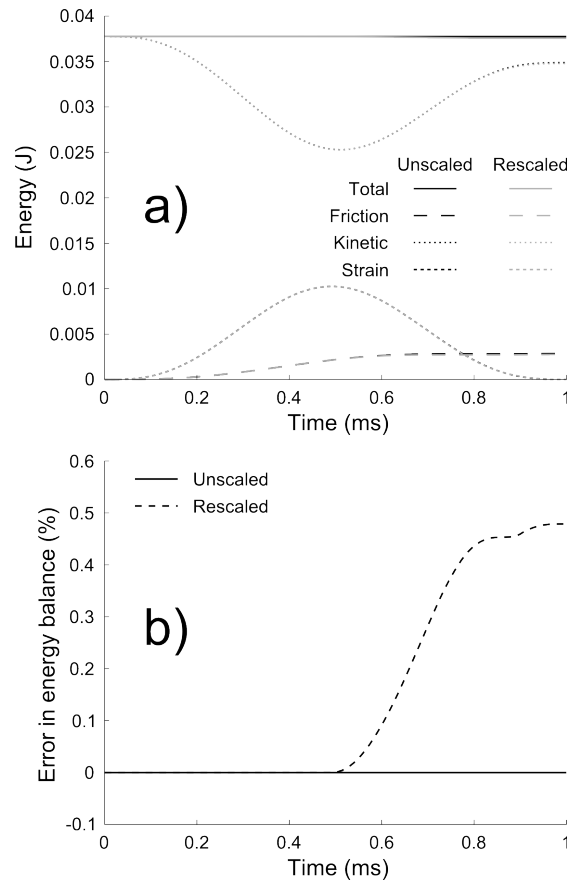 0.04
0.035
0.03
0.025
0.02
0.015
0.01
0.005
0
Energy (J)
a)
Unscaled Rescaled
Total
Friction
Kinetic
Strain
0 0.2 0.4 0.6 0.8 1
Time (ms)
0.6
0.5
0.4
0.3
0.2
0.1
0
-0.1
Error in energy balance (%)
Unscaled
Rescaled
b)
0 0.2 0.4 0.6 0.8 1
Time (ms)